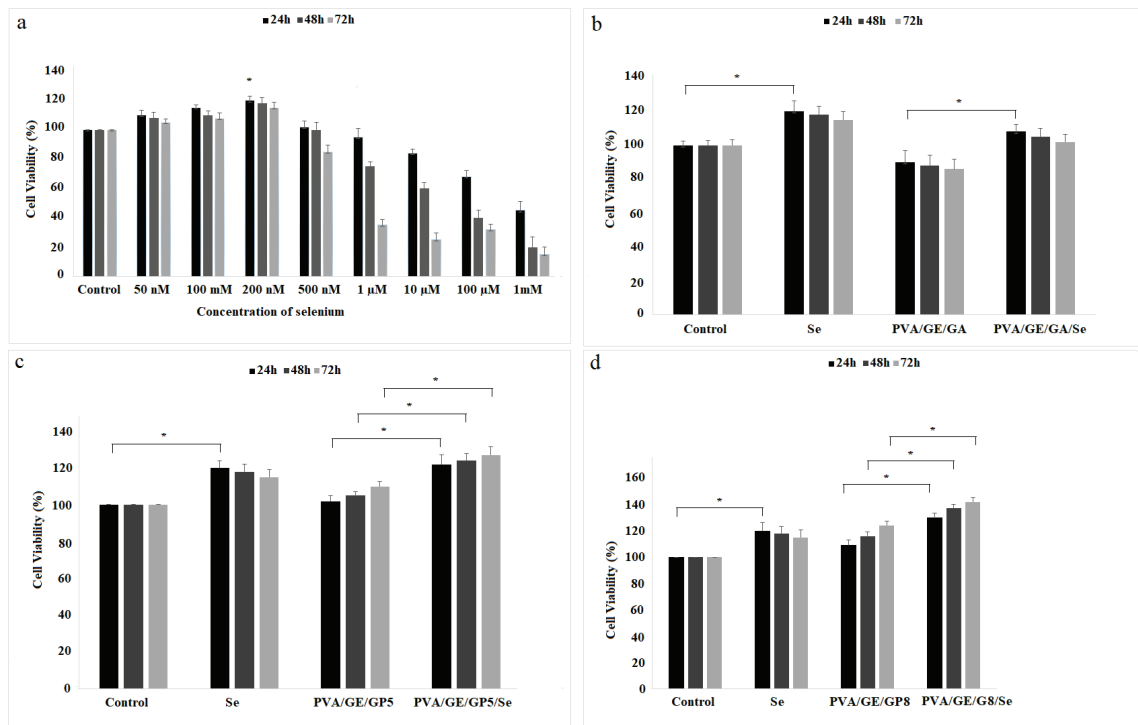 a
24h 48h 72h
140
120
100
80
60
40
20
0
Cell Viability (%)
*
Control 50 nM 100 mM 200 nM 500 nM 1 µM 10 µM 100 µM 1mM
Concentration of selenium
b
24h 48h 72h
140
120
100
80
60
40
20
0
Cell Viability (%)
* *
Control Se PVA/GE/GA PVA/GE/GA/Se
c
24h 48h 72h
140
120
100
80
60
40
20
0
Cell Viability (%)
*
*
* *
Control Se PVA/GE/GP5 PVA/GE/GP5/Se
d
24h 48h 72h
160
140
120
100
80
60
40
20
0
Cell Viability (%)
*
*
*
*
Control Se PVA/GE/GP8 PVA/GE/G8/Se